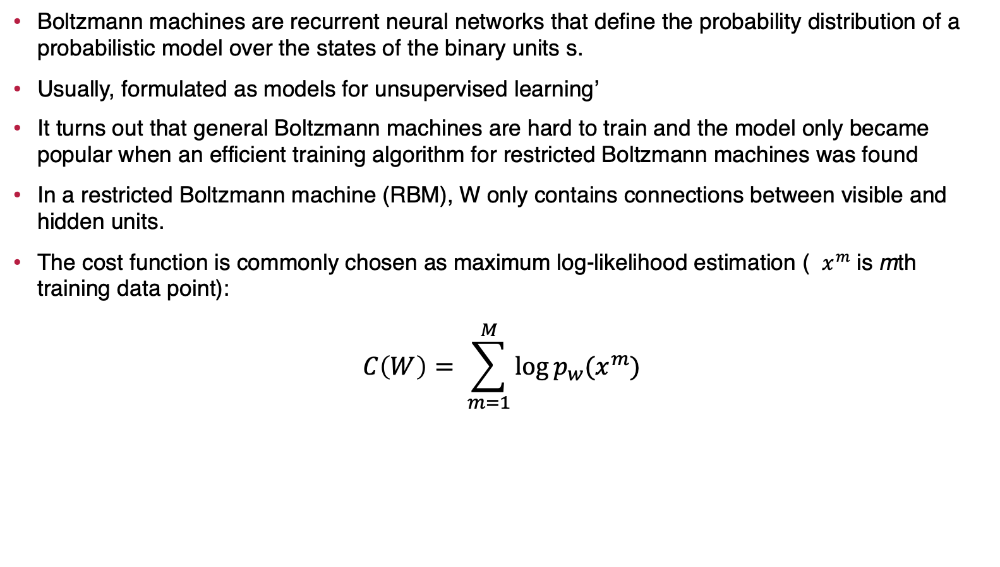 • Boltzmann machines are recurrent neural networks that define the probability distribution of a
probabilistic model over the states of the binary units s.
• Usually, formulated as models for unsupervised learning’
• It turns out that general Boltzmann machines are hard to train and the model only became
popular when an efficient training algorithm for restricted Boltzmann machines was found
• In a restricted Boltzmann machine (RBM), W only contains connections between visible and
hidden units.
• The cost function is commonly chosen as maximum log-likelihood estimation ( 𝑥^𝑚 is mth
training data point):
C(W) = ∑_{m=1}^{M} log p_w(x^m)